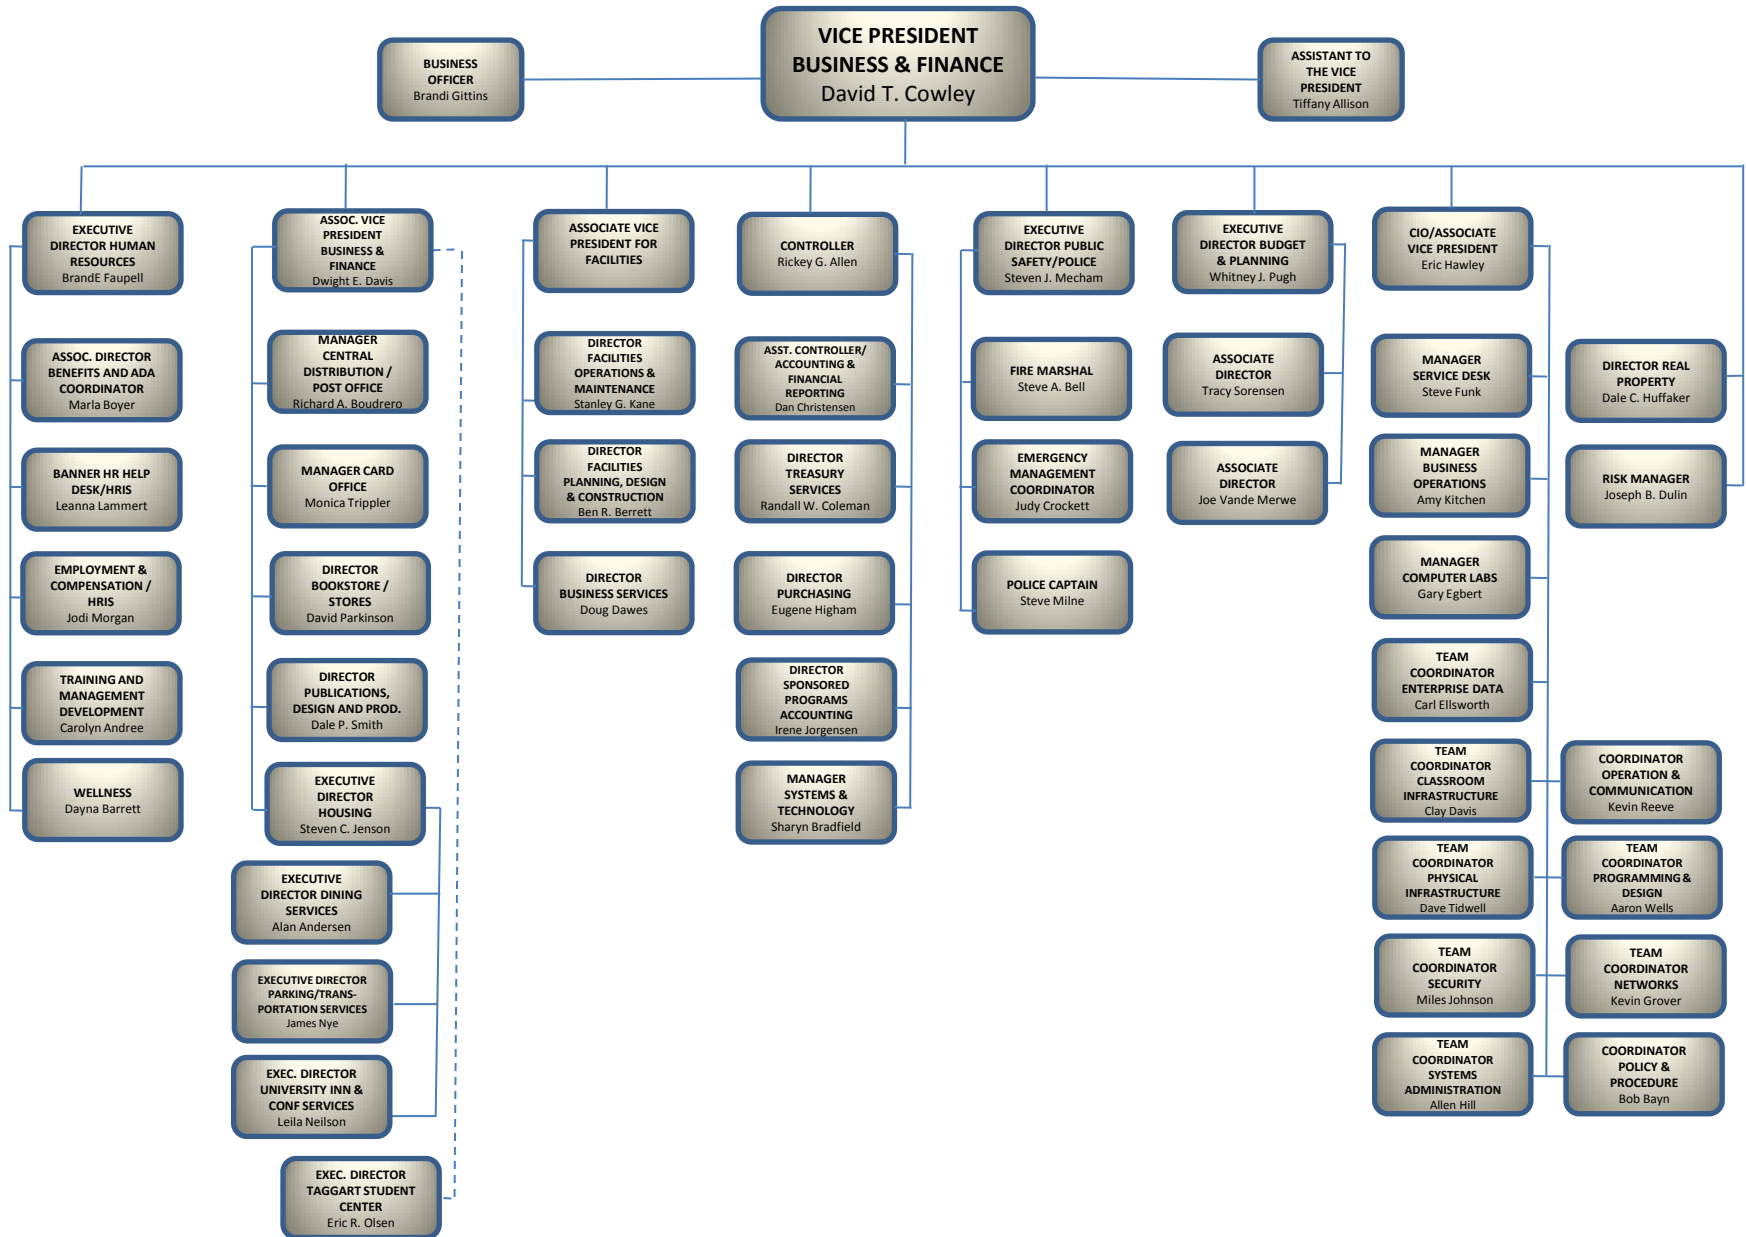 VICE PRESIDENT
BUSINESS & FINANCE
David T. Cowley
BUSINESS
OFFICER
Brandi Gittins
ASSISTANT TO
THE VICE
PRESIDENT
Tiffany Allison
EXECUTIVE
DIRECTOR HUMAN
RESOURCES
BrandE Faupell
ASSOC. DIRECTOR
BENEFITS AND ADA
COORDINATOR
Marla Boyer
BANNER HR HELP
DESK/HRIS
Leanna Lammert
EMPLOYMENT &
COMPENSATION /
HRIS
Jodi Morgan
TRAINING AND
MANAGEMENT
DEVELOPMENT
Carolyn Andree
WELLNESS
Dayna Barrett
ASSOC. VICE
PRESIDENT
BUSINESS &
FINANCE
Dwight E. Davis
MANAGER
CENTRAL
DISTRIBUTION /
POST OFFICE
Richard A. Boudrero
MANAGER CARD
OFFICE
Monica Trippler
DIRECTOR
BOOKSTORE /
STORES
David Parkinson
DIRECTOR
PUBLICATIONS,
DESIGN AND PROD.
Dale P. Smith
EXECUTIVE
DIRECTOR
HOUSING
Steven C. Jenson
EXECUTIVE
DIRECTOR DINING
SERVICES
Alan Andersen
EXECUTIVE DIRECTOR
PARKING/TRANS-
PORTATION SERVICES
James Nye
EXEC. DIRECTOR
UNIVERSITY INN &
CONF SERVICES
Leila Neilson
EXEC. DIRECTOR
TAGGART STUDENT
CENTER
Eric R. Olsen
ASSOCIATE VICE
PRESIDENT FOR
FACILITIES
DIRECTOR
FACILITIES
OPERATIONS &
MAINTENANCE
Stanley G. Kane
DIRECTOR
FACILITIES
PLANNING, DESIGN
& CONSTRUCTION
Ben R. Berrett
DIRECTOR
BUSINESS SERVICES
Doug Dawes
CONTROLLER
Rickey G. Allen
ASST. CONTROLLER/
ACCOUNTING &
FINANCIAL
REPORTING
Dan Christensen
DIRECTOR
TREASURY
SERVICES
Randall W. Coleman
DIRECTOR
PURCHASING
Eugene Higham
DIRECTOR
SPONSORED
PROGRAMS
ACCOUNTING
Irene Jorgensen
MANAGER
SYSTEMS &
TECHNOLOGY
Sharyn Bradfield
EXECUTIVE
DIRECTOR PUBLIC
SAFETY/POLICE
Steven J. Mecham
FIRE MARSHAL
Steve A. Bell
EMERGENCY
MANAGEMENT
COORDINATOR
Judy Crockett
POLICE CAPTAIN
Steve Milne
EXECUTIVE
DIRECTOR BUDGET
& PLANNING
Whitney J. Pugh
ASSOCIATE
DIRECTOR
Tracy Sorensen
ASSOCIATE
DIRECTOR
Joe Vande Merwe
CIO/ASSOCIATE
VICE PRESIDENT
Eric Hawley
MANAGER
SERVICE DESK
Steve Funk
MANAGER
BUSINESS
OPERATIONS
Amy Kitchen
MANAGER
COMPUTER LABS
Gary Egbert
TEAM
COORDINATOR
ENTERPRISE DATA
Carl Ellsworth
TEAM
COORDINATOR
CLASSROOM
INFRASTRUCTURE
Clay Davis
TEAM
COORDINATOR
PHYSICAL
INFRASTRUCTURE
Dave Tidwell
TEAM
COORDINATOR
SECURITY
Miles Johnson
TEAM
COORDINATOR
SYSTEMS
ADMINISTRATION
Allen Hill
COORDINATOR
OPERATION &
COMMUNICATION
Kevin Reeve
TEAM
COORDINATOR
PROGRAMMING &
DESIGN
Aaron Wells
TEAM
COORDINATOR
NETWORKS
Kevin Grover
COORDINATOR
POLICY &
PROCEDURE
Bob Bayn
DIRECTOR REAL
PROPERTY
Dale C. Huffaker
RISK MANAGER
Joseph B. Dulin